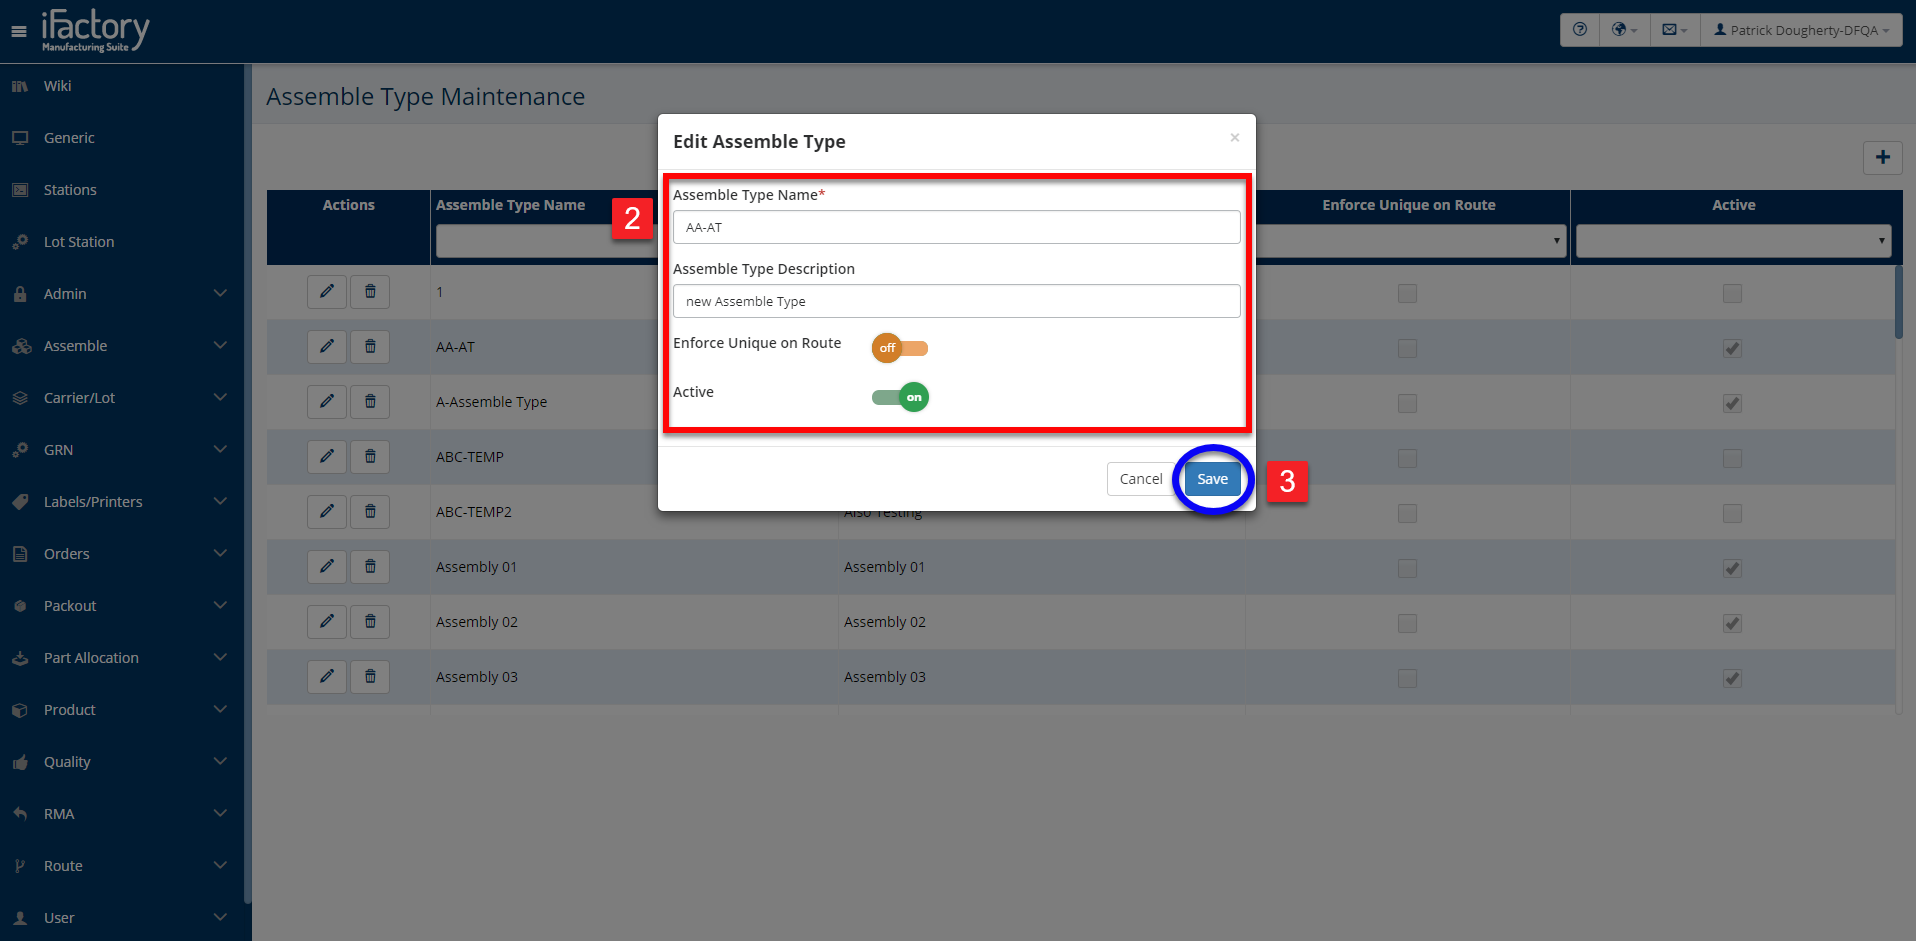 iFactory
Manufacturing Suite
Patrick Dougherty-DFQA
Wiki
Generic
Stations
Lot Station
Admin
Assemble
Carrier/Lot
GRN
Labels/Printers
Orders
Packout
Part Allocation
Product
Quality
RMA
Route
User
Assemble Type Maintenance
Actions
Assemble Type Name
Enforce Unique on Route
Active
1
AA-AT
A-Assemble Type
ABC-TEMP
ABC-TEMP2
Also Testing
Assembly 01
Assembly 01
Assembly 02
Assembly 02
Assembly 03
Assembly 03
Edit Assemble Type
×
2
Assemble Type Name*
AA-AT
Assemble Type Description
new Assemble Type
Enforce Unique on Route
off
Active
on
Cancel
Save
3